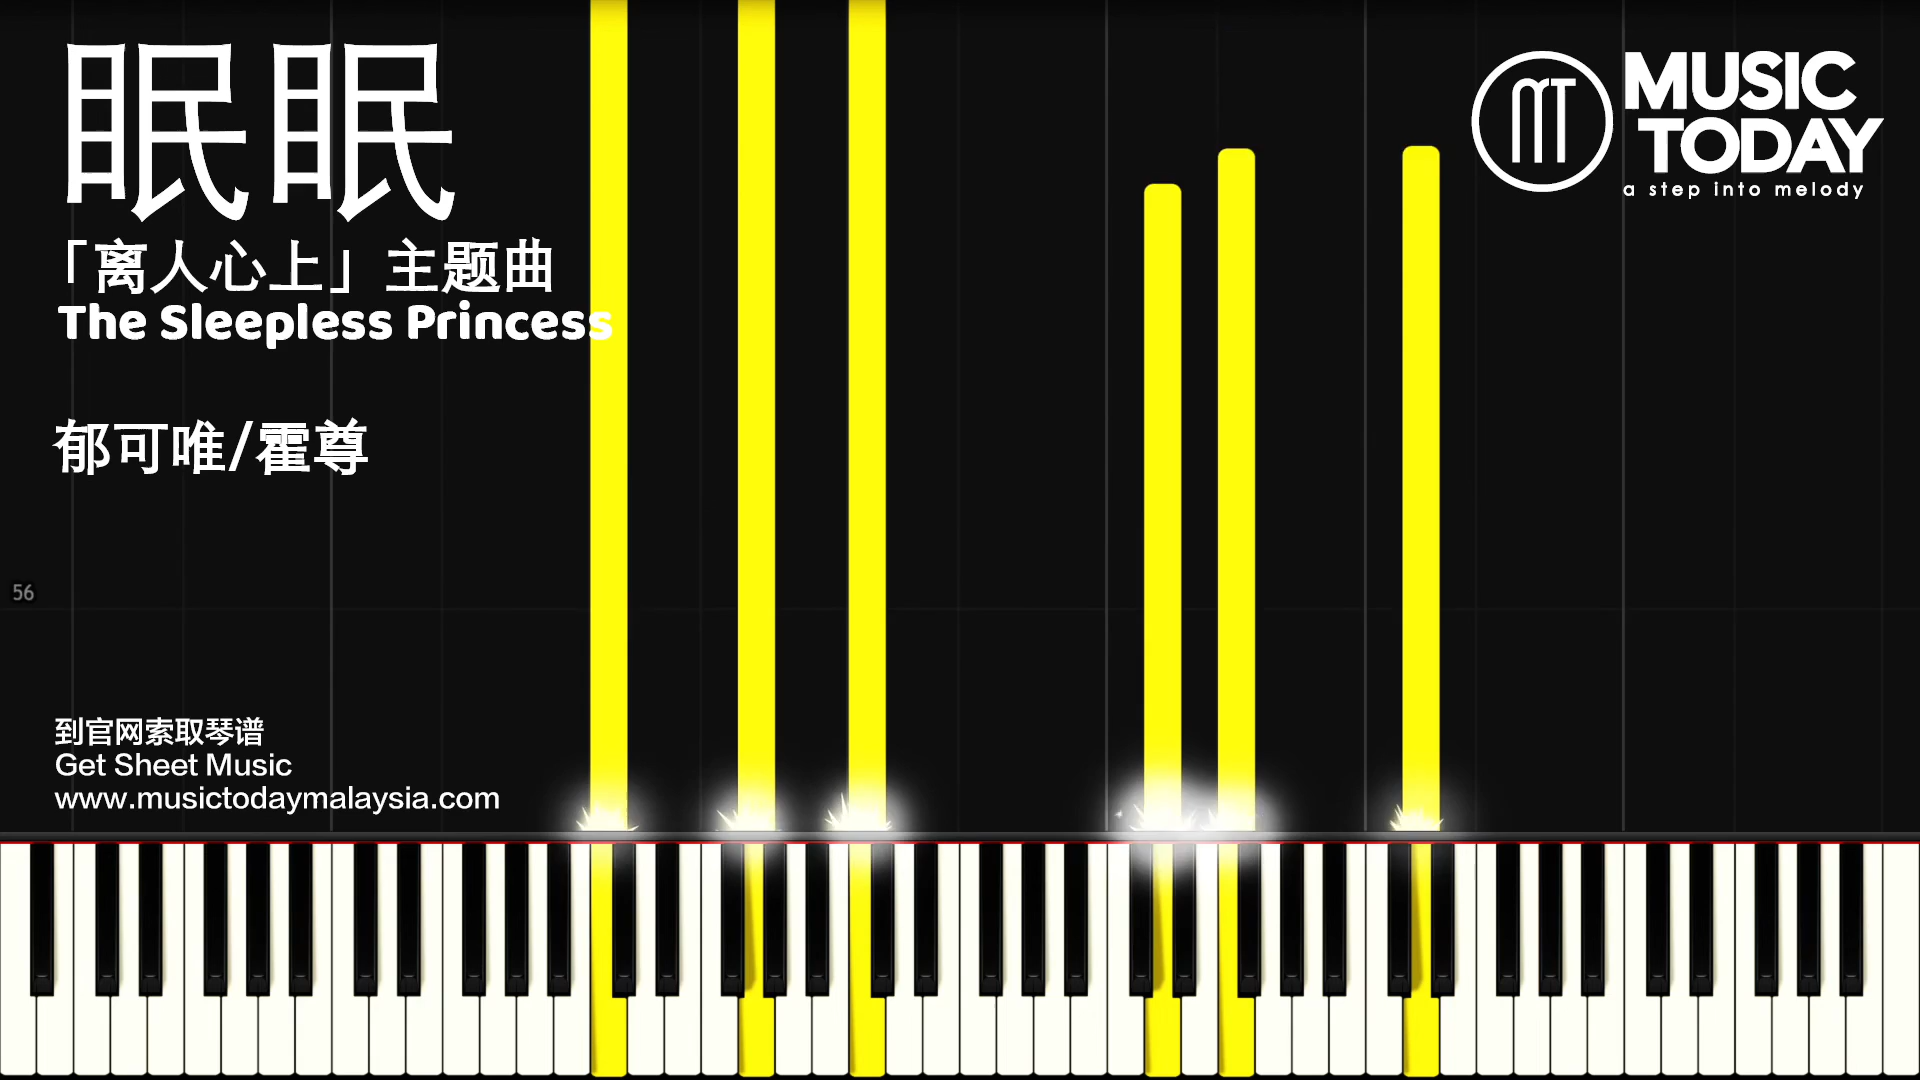 眠眠
「离人心上」主题曲
The Sleepless Princess
郁可唯/霍尊
MT
MUSIC
TODAY
a step into melody
56
到官网索取琴谱
Get Sheet Music
www.musictodaymalaysia.com